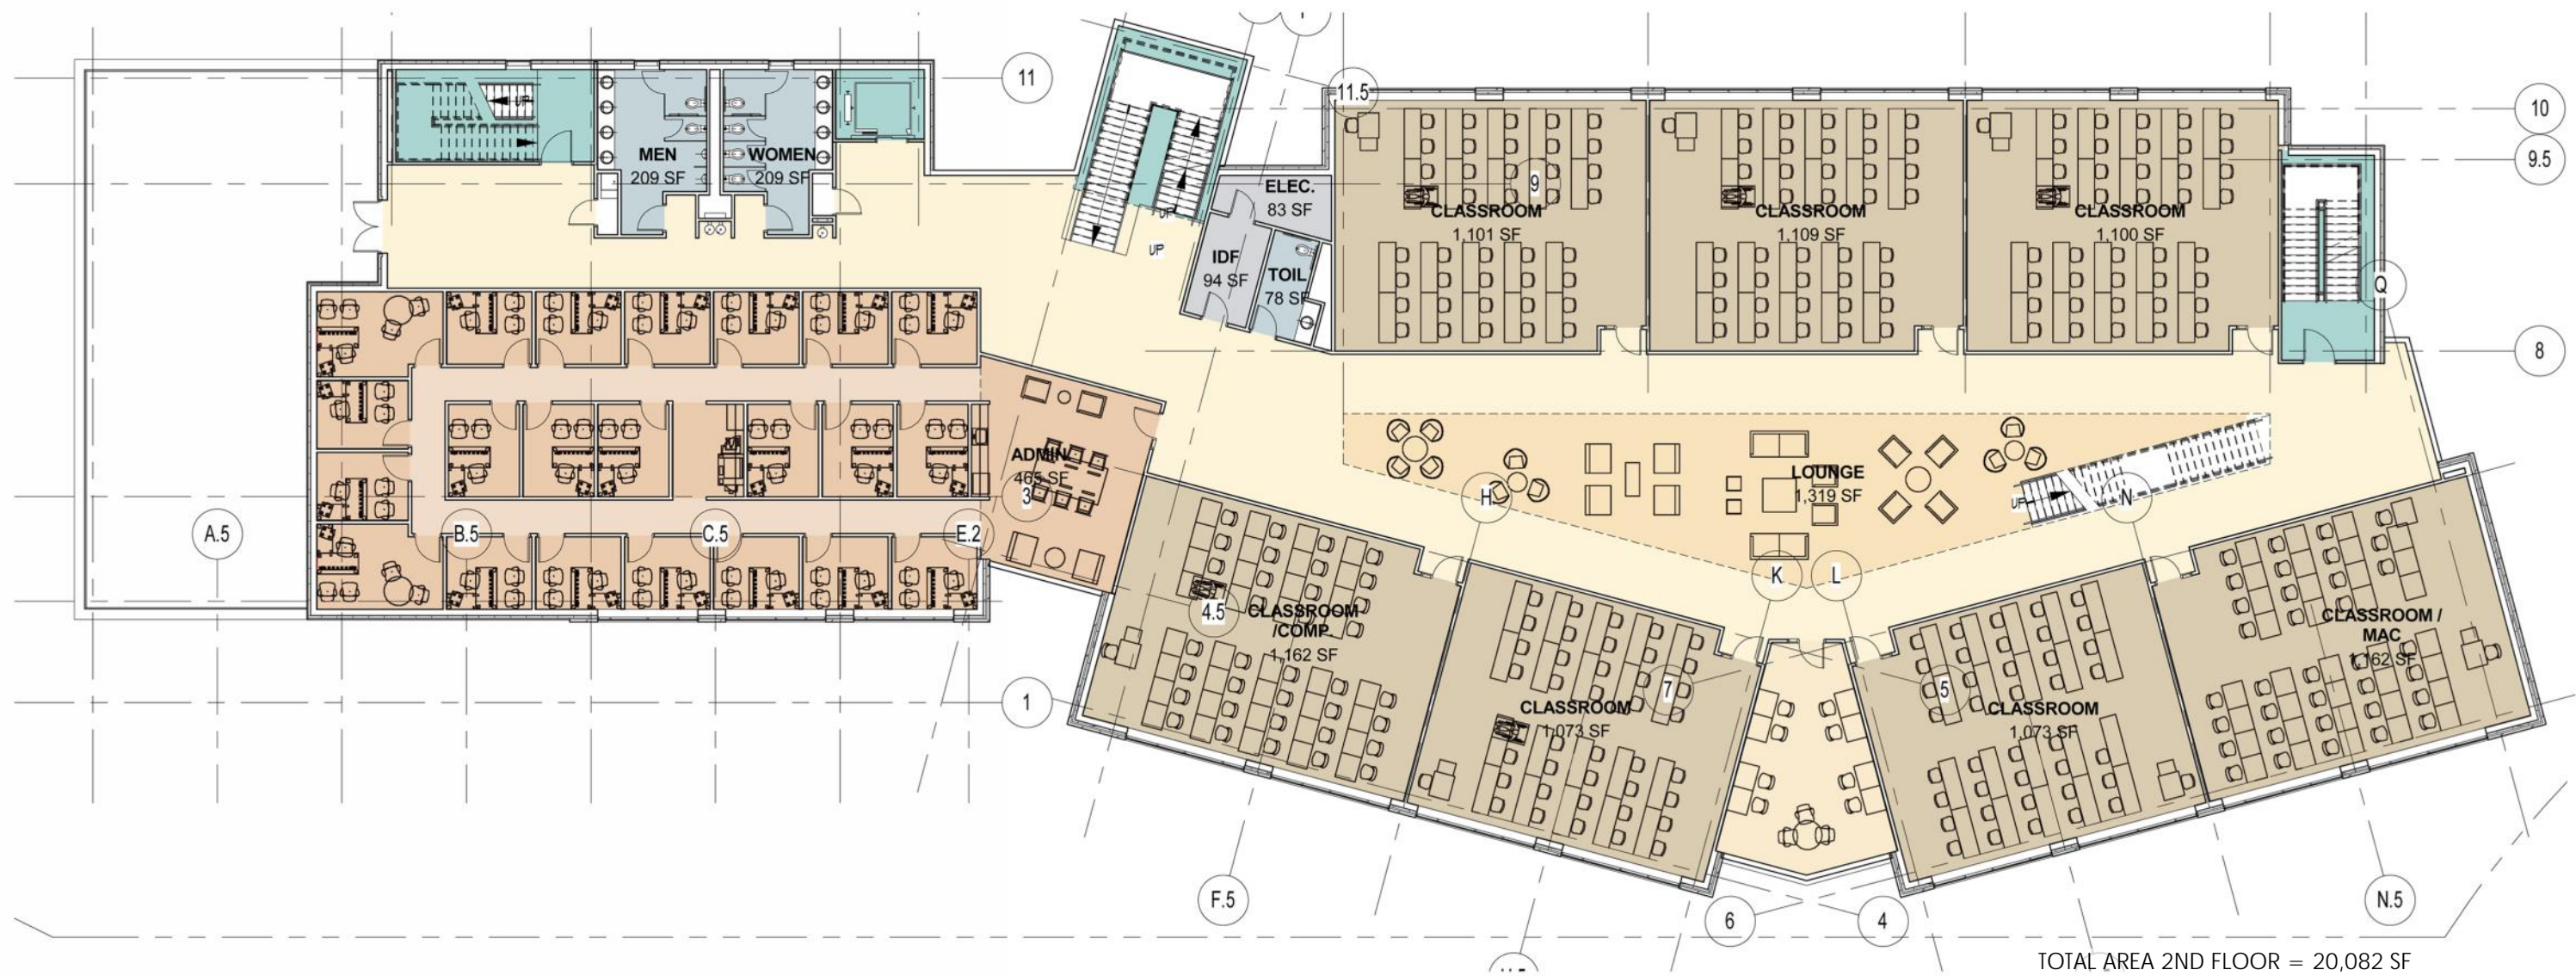 11
11.5
10
9.5
9
8
Q
UP
MEN
209 SF
WOMEN
209 SF
UP
UP
ELEC.
83 SF
IDF
94 SF
TOIL
78 SF
CLASSROOM
1,101 SF
CLASSROOM
1,109 SF
CLASSROOM
1,100 SF
ADMIN
465 SF
3
LOUNGE
1,319 SF
UP
H
N
A.5
B.5
C.5
E.2
K
L
4.5
CLASSROOM
/COMP
1,162 SF
CLASSROOM /
MAC
1,162 SF
1
7
5
CLASSROOM
1,073 SF
CLASSROOM
1,073 SF
F.5
6
4
N.5
TOTAL AREA 2ND FLOOR = 20,082 SF